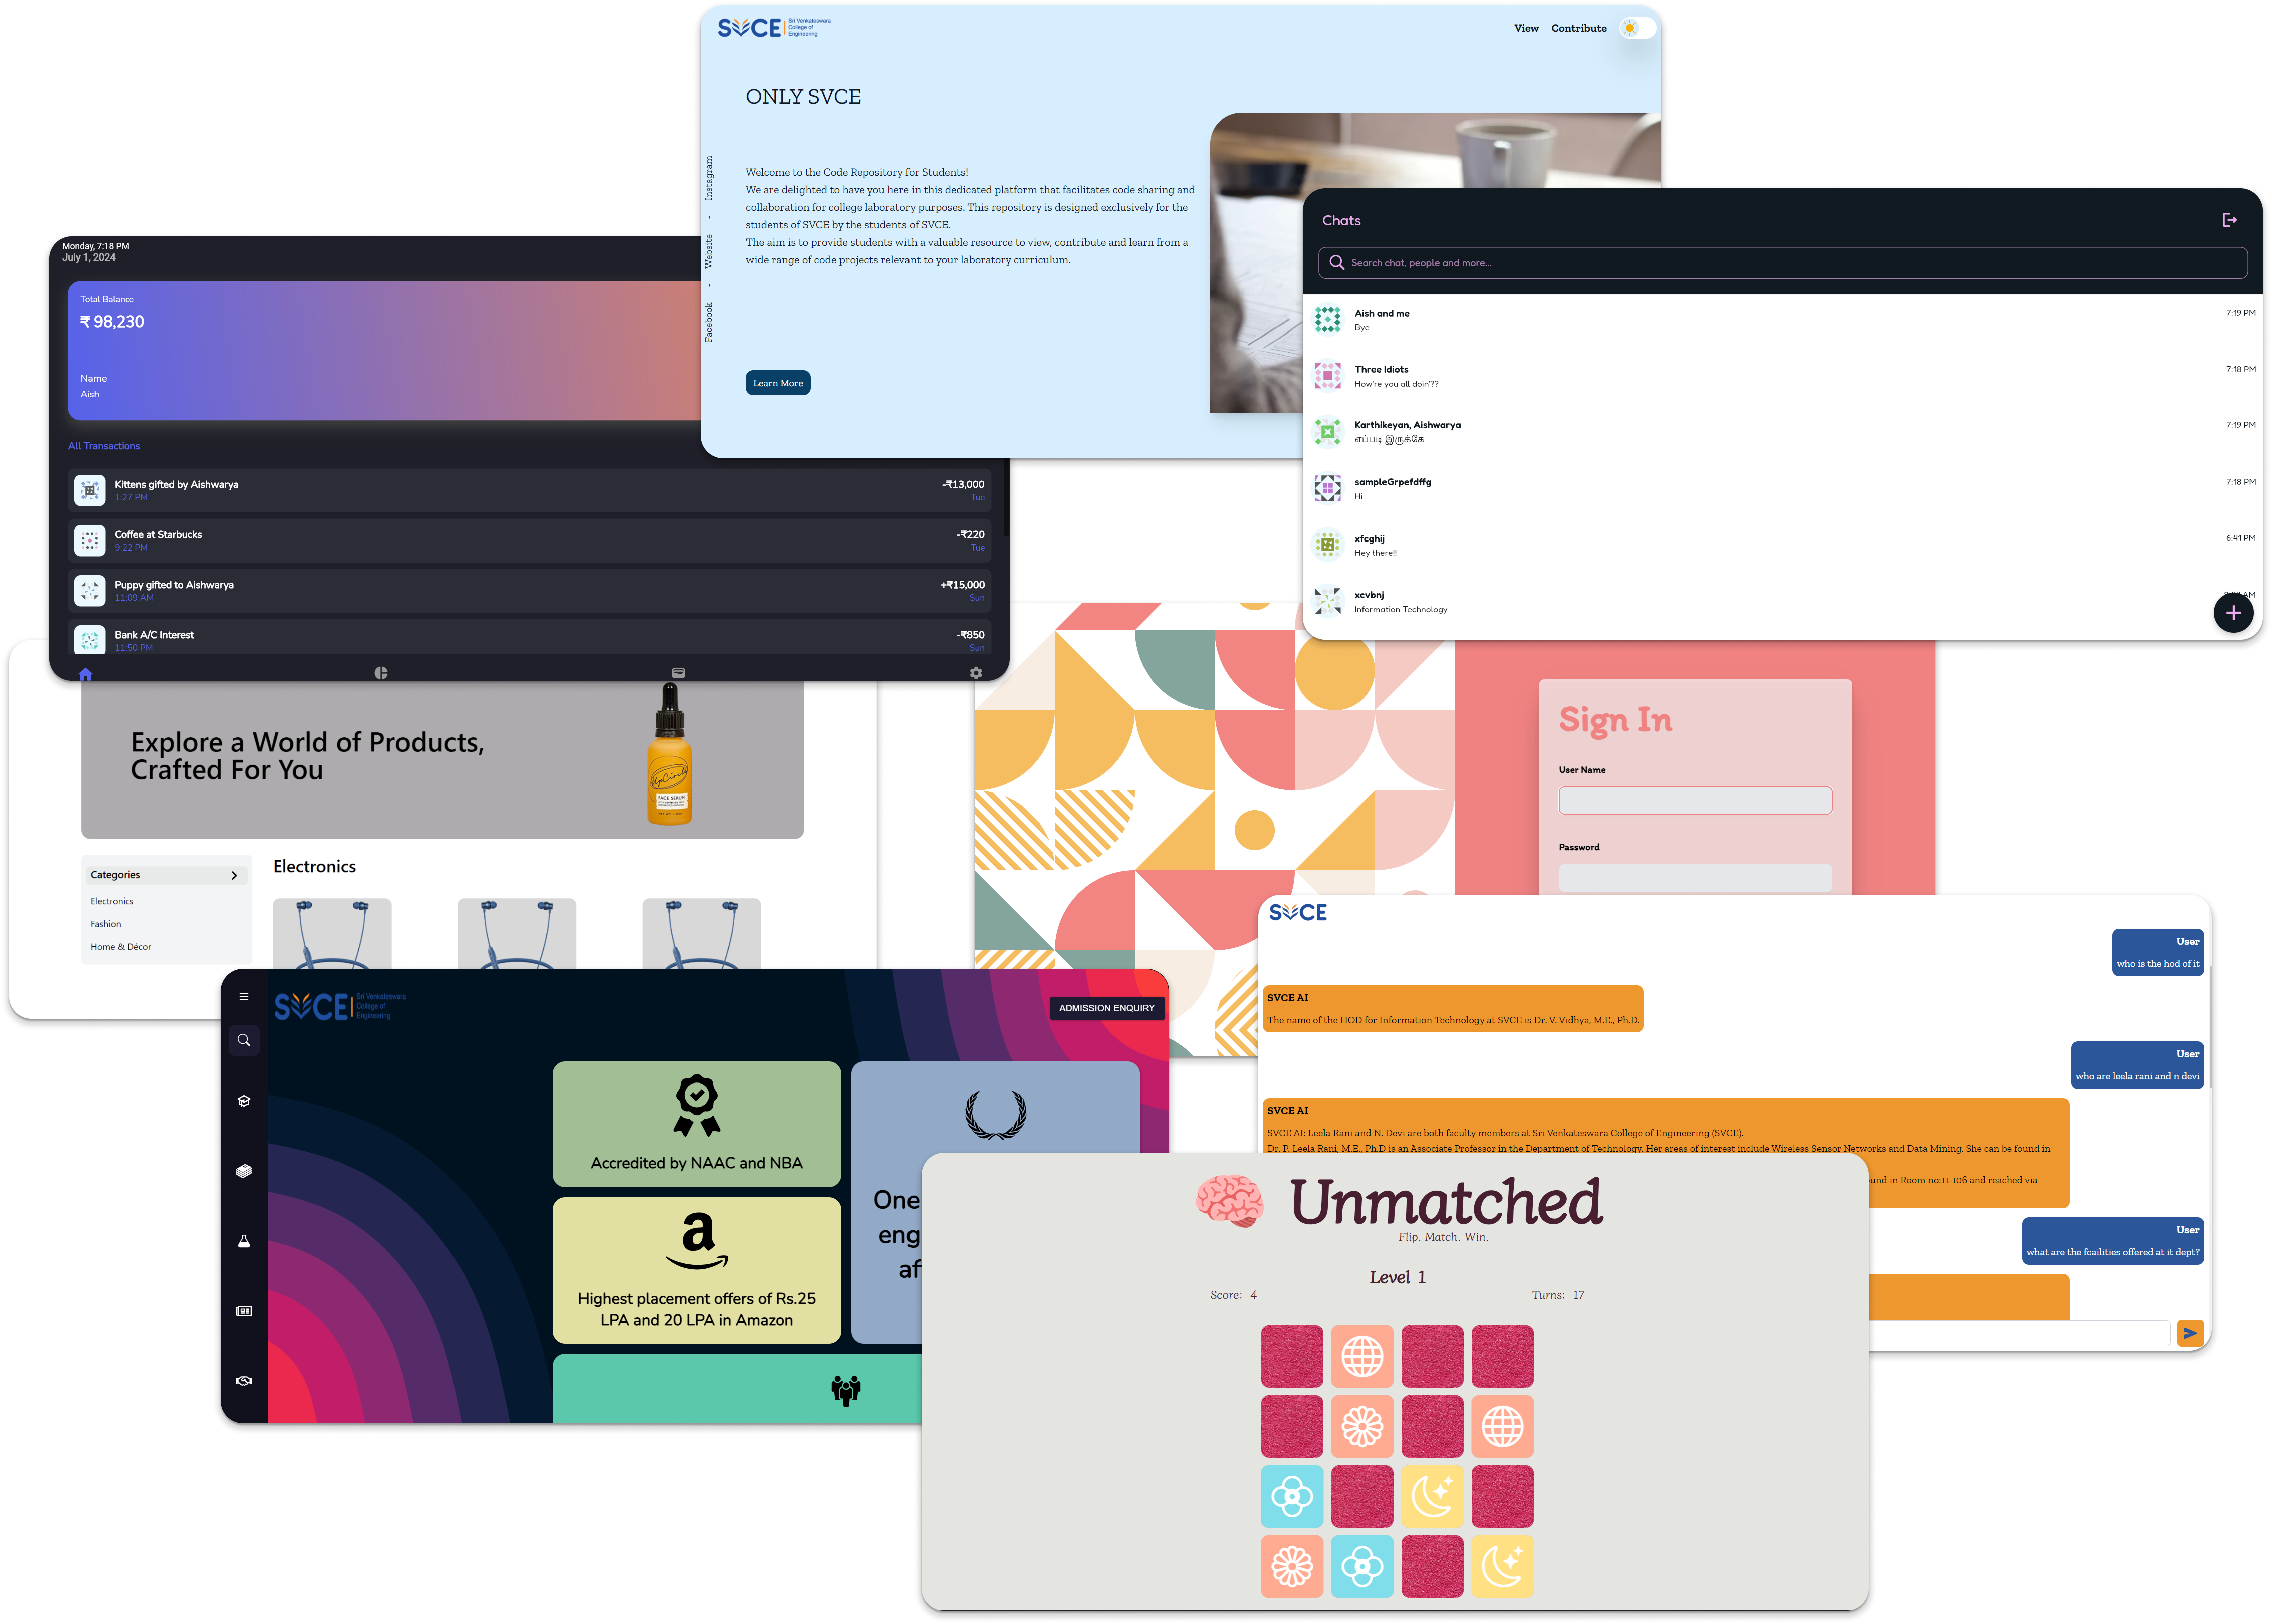 SVCE
Sri Venkateswara
College of
Engineering
View
Contribute
ONLY SVCE
Welcome to the Code Repository for Students!
We are delighted to have you here in this dedicated platform that facilitates code sharing and
collaboration for college laboratory purposes. This repository is designed exclusively for the
students of SVCE by the students of SVCE.
The aim is to provide students with a valuable resource to view, contribute and learn from a
wide range of code projects relevant to your laboratory curriculum.
Learn More
Facebook - Website - Instagram
Chats
Search chat, people and more...
Aish and me
7:19 PM
Bye
Three Idiots
7:18 PM
How're you all doin'??
Karthikeyan, Aishwarya
7:19 PM
எப்படி இருக்கே
sampleGrpefdffg
7:18 PM
Hi
xfcghij
6:41 PM
Hey there!!
xcvbnj
AM
Information Technology
Monday, 7:18 PM
July 1, 2024
Total Balance
₹ 98,230
Name
Aish
All Transactions
Kittens gifted by Aishwarya
-₹13,000
1:27 PM
Tue
Coffee at Starbucks
-₹220
9:22 PM
Tue
Puppy gifted to Aishwarya
+₹15,000
11:09 AM
Sun
Bank A/C Interest
-₹850
11:50 PM
Sun
Explore a World of Products,
Crafted For You
UpCircle
FACE SERUM
Categories
Electronics
Fashion
Home & Décor
Electronics
Sign In
User Name
Password
SVCE
User
who is the hod of it
SVCE AI
The name of the HOD for Information Technology at SVCE is Dr. V. Vidhya, M.E., Ph.D.
User
who are leela rani and n devi
SVCE AI
SVCE AI: Leela Rani and N. Devi are both faculty members at Sri Venkateswara College of Engineering (SVCE).
Dr. P. Leela Rani, M.E., Ph.D is an Associate Professor in the Department of Technology. Her areas of interest include Wireless Sensor Networks and Data Mining. She can be found in
und in Room no:11-106 and reached via
User
what are the fcailities offered at it dept?
SVCE
Sri Venkateswara
College of
Engineering
ADMISSION ENQUIRY
Accredited by NAAC and NBA
Highest placement offers of Rs.25
LPA and 20 LPA in Amazon
One
eng
af
Unmatched
Flip. Match. Win.
Level 1
Score: 4
Turns: 17